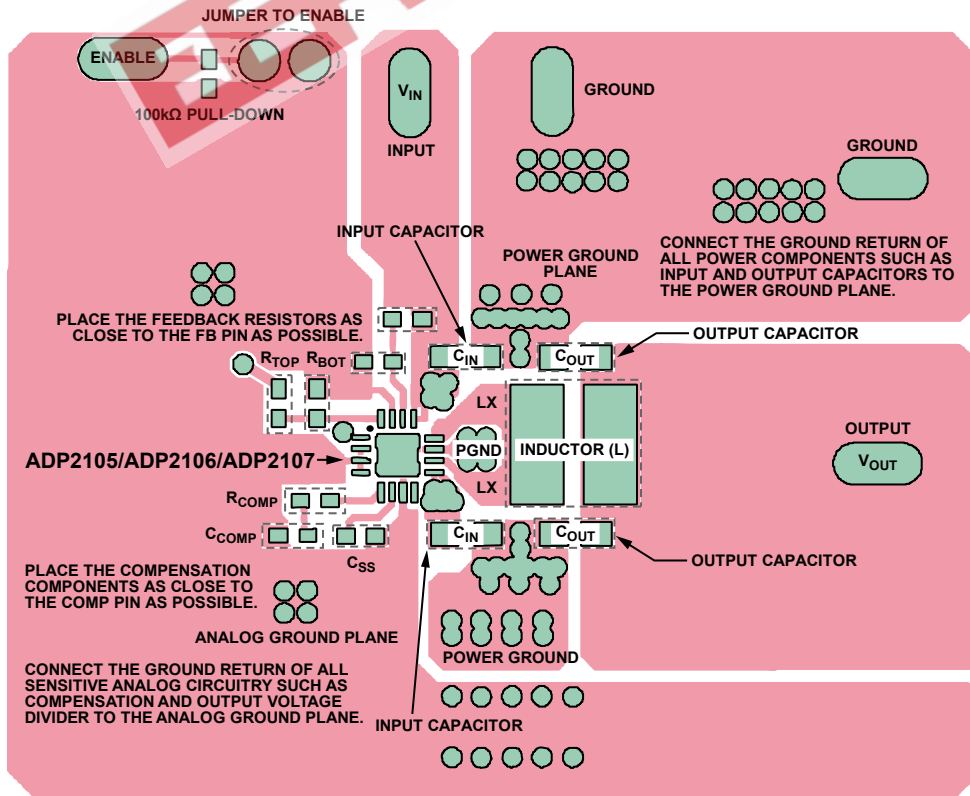 JUMPER TO ENABLE
ENABLE
100kΩ PULL-DOWN
VIN
INPUT
GROUND
GROUND
CONNECT THE GROUND RETURN OF
ALL POWER COMPONENTS SUCH AS
INPUT AND OUTPUT CAPACITORS TO
THE POWER GROUND PLANE.
INPUT CAPACITOR
POWER GROUND
PLANE
PLACE THE FEEDBACK RESISTORS AS
CLOSE TO THE FB PIN AS POSSIBLE.
OUTPUT CAPACITOR
RTOP
RBOT
CIN
COUT
LX
PGND
LX
INDUCTOR (L)
OUTPUT
VOUT
ADP2105/ADP2106/ADP2107
RCOMP
CCOMP
CSS
CIN
COUT
OUTPUT CAPACITOR
PLACE THE COMPENSATION
COMPONENTS AS CLOSE TO
THE COMP PIN AS POSSIBLE.
ANALOG GROUND PLANE
POWER GROUND
CONNECT THE GROUND RETURN OF ALL
SENSITIVE ANALOG CIRCUITRY SUCH AS
COMPENSATION AND OUTPUT VOLTAGE
DIVIDER TO THE ANALOG GROUND PLANE.
INPUT CAPACITOR